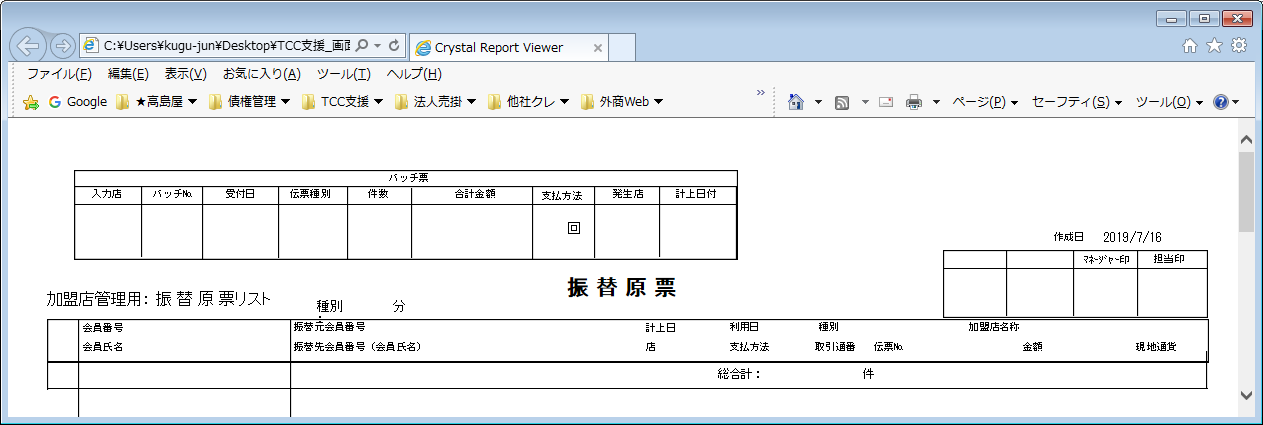 C:¥Users¥kugu-jun¥Desktop¥TCC支援_画面
Crystal Report Viewer
ファイル(F) 編集(E) 表示(V) お気に入り(A) ツール(T) ヘルプ(H)
Google ★高島屋 債権管理 TCC支援 法人売掛 他社クレ 外商Web » ページ(P) セーフティ(S) ツール(O)
バッチ票
入力店 バッチNo. 受付日 伝票種別 件数 合計金額 支払方法 発生店 計上日付
回
作成日 2019/7/16
マネージャー印 担当印
振 替 原 票
加盟店管理用: 振 替 原 票リスト
種別 分
会員番号 振替元会員番号 計上日 利用日 種別 加盟店名称
会員氏名 振替先会員番号（会員氏名） 店 支払方法 取引通番 伝票No. 金額 現地通貨
総合計： 件